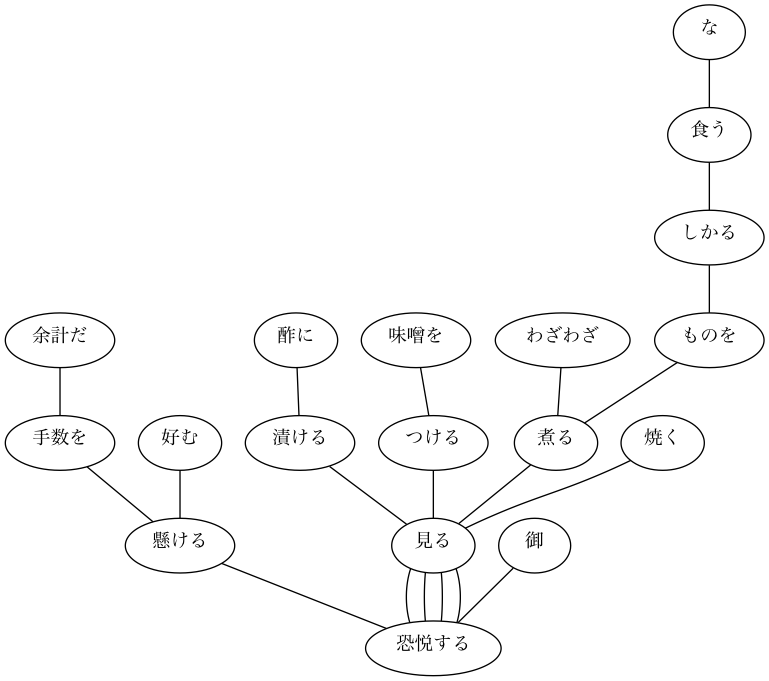 な
食う
しかる
余計だ
酢に
味噌を
わざわざ
ものを
手数を
好む
漬ける
つける
煮る
焼く
懸ける
見る
御
恐悦する